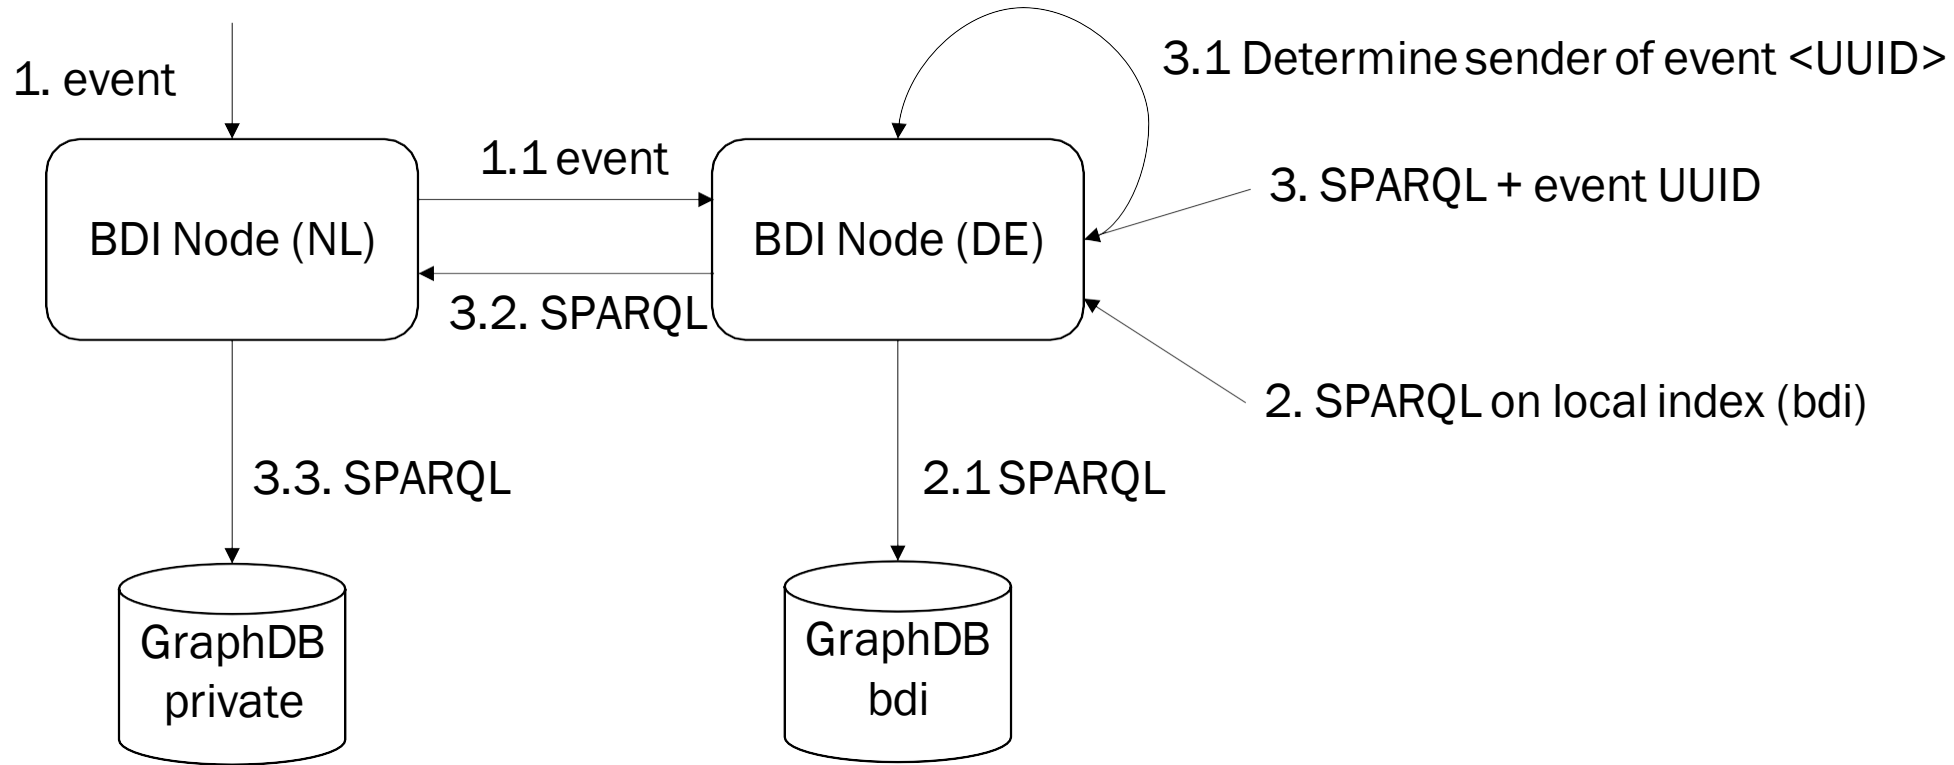 3.1 Determine sender of event <UUID>
1. event
1.1 event
3. SPARQL + event UUID
BDI Node (NL)
BDI Node (DE)
3.2. SPARQL
2. SPARQL on local index (bdi)
3.3. SPARQL
2.1 SPARQL
GraphDB
private
GraphDB
bdi